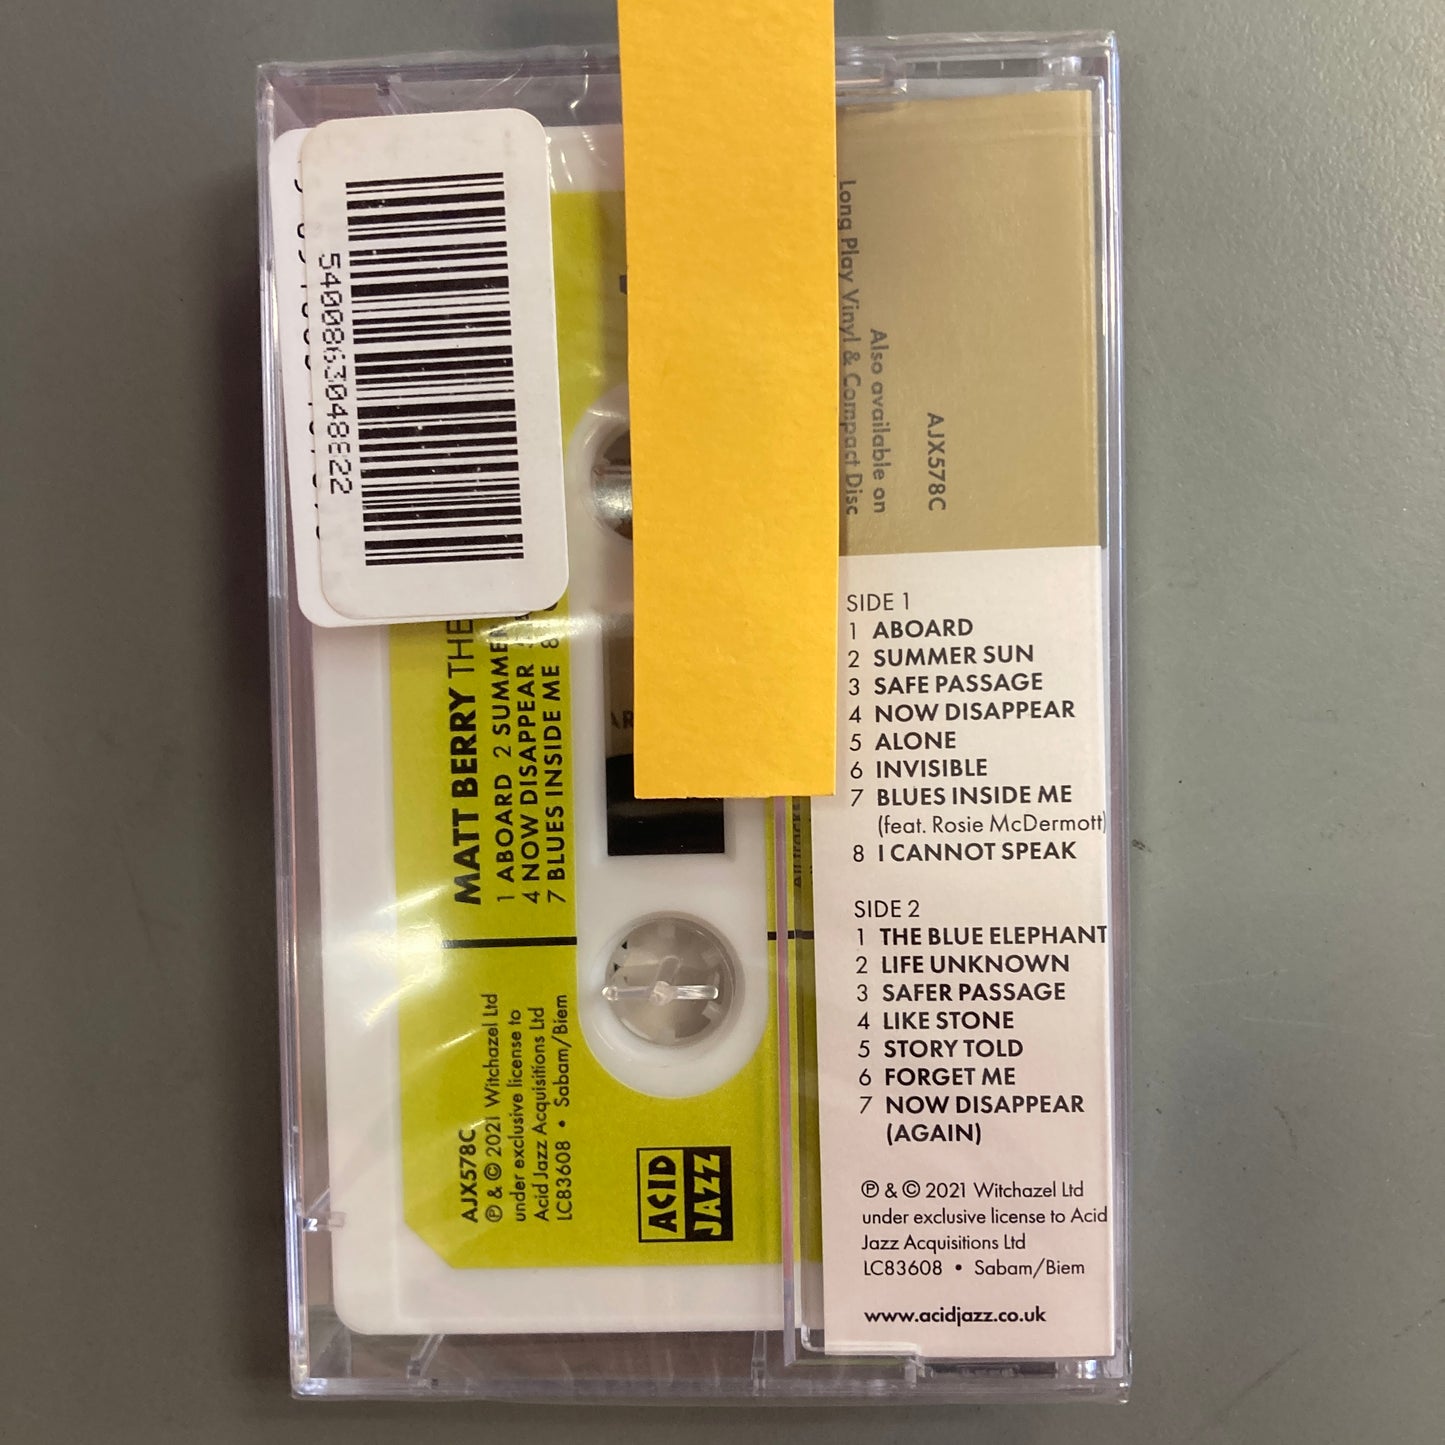 5400863048822
MATT BERRY THE
1 ABOARD 2 SUMMER
4 NOW DISAPPEAR
7 BLUES INSIDE ME 8
AJX578C
℗ & © 2021 Witchazel Ltd
under exclusive license to
Acid Jazz Acquisitions Ltd
LC83608 • Sabam/Biem
ACID
JAZZ
All tracks
AJX578C
Also available on
Long Play Vinyl & Compact Disc
SIDE 1
1 ABOARD
2 SUMMER SUN
3 SAFE PASSAGE
4 NOW DISAPPEAR
5 ALONE
6 INVISIBLE
7 BLUES INSIDE ME
(feat. Rosie McDermott)
8 I CANNOT SPEAK
SIDE 2
1 THE BLUE ELEPHANT
2 LIFE UNKNOWN
3 SAFER PASSAGE
4 LIKE STONE
5 STORY TOLD
6 FORGET ME
7 NOW DISAPPEAR
(AGAIN)
℗ & © 2021 Witchazel Ltd
under exclusive license to Acid
Jazz Acquisitions Ltd
LC83608 • Sabam/Biem
www.acidjazz.co.uk